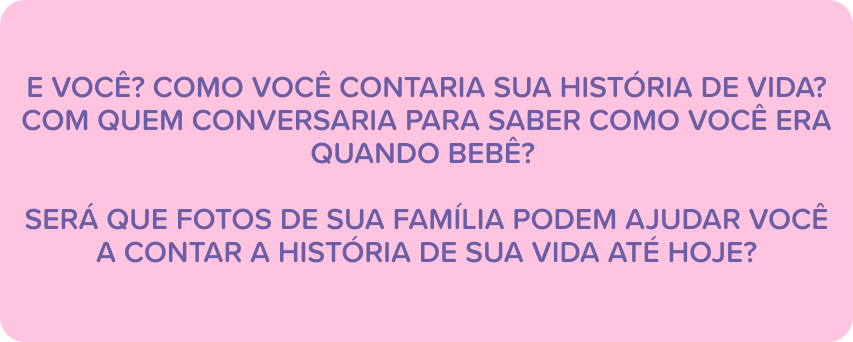 E VOCÊ? COMO VOCÊ CONTARIA SUA HISTÓRIA DE VIDA?
COM QUEM CONVERSARIA PARA SABER COMO VOCÊ ERA
QUANDO BEBÊ?
SERÁ QUE FOTOS DE SUA FAMÍLIA PODEM AJUDAR VOCÊ
A CONTAR A HISTÓRIA DE SUA VIDA ATÉ HOJE?